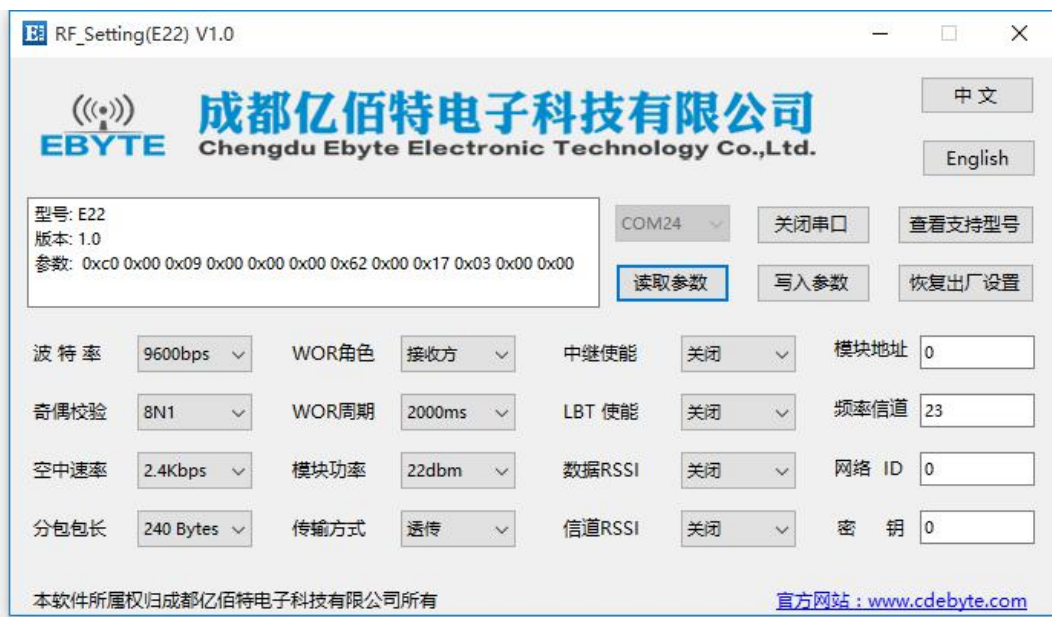 RF_Setting(E22) V1.0
EBYTE
成都亿佰特电子科技有限公司
Chengdu Ebyte Electronic Technology Co.,Ltd.
中 文
English
型号: E22
版本: 1.0
参数: 0xc0 0x00 0x09 0x00 0x00 0x00 0x62 0x00 0x17 0x03 0x00 0x00
COM24 关闭串口 查看支持型号
读取参数 写入参数 恢复出厂设置
波 特 率 9600bps WOR角色 接收方 中继使能 关闭 模块地址 0
奇偶校验 8N1 WOR周期 2000ms LBT 使能 关闭 频率信道 23
空中速率 2.4Kbps 模块功率 22dbm 数据RSSI 关闭 网络 ID 0
分包包长 240 Bytes 传输方式 透传 信道RSSI 关闭 密 钥 0
本软件所属权归成都亿佰特电子科技有限公司所有 官方网站：www.cdebyte.com